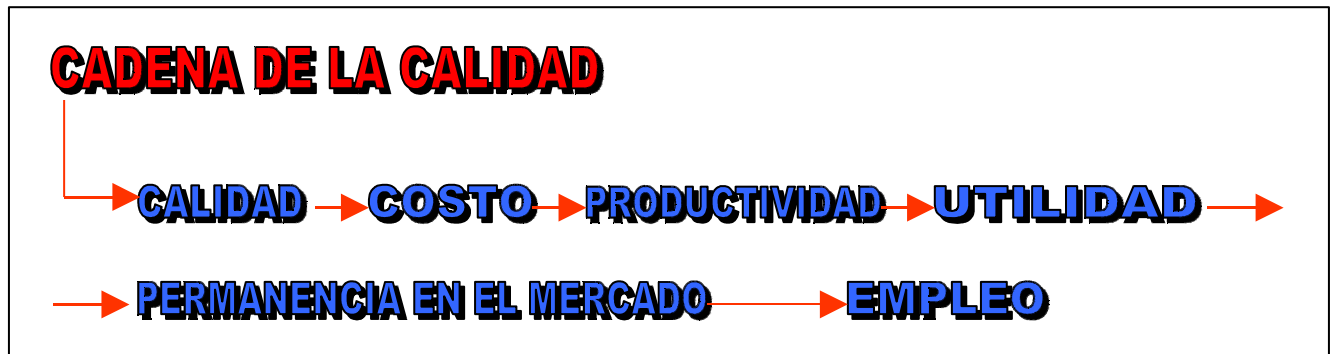 CADENA DE LA CALIDAD
CALIDAD COSTO PRODUCTIVIDAD UTILIDAD
PERMANENCIA EN EL MERCADO EMPLEO